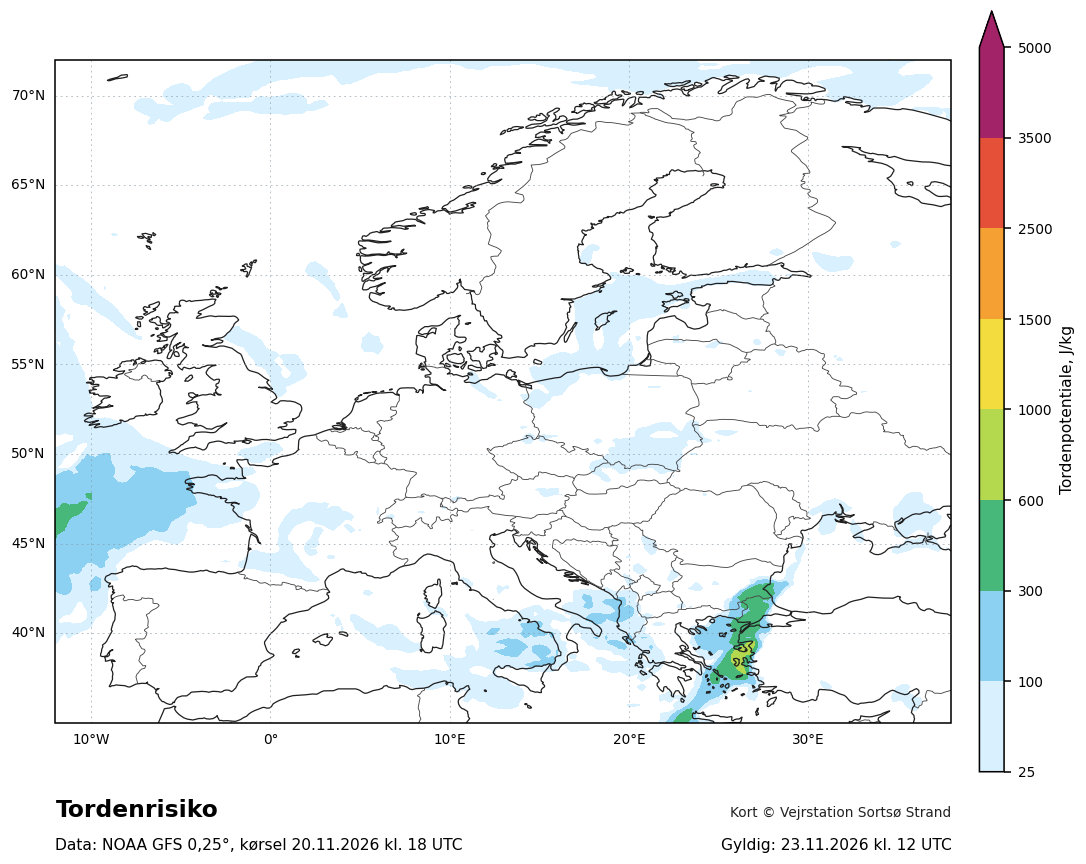 5000
70°N
3500
65°N
2500
60°N
1500
55°N
1000
50°N
600
45°N
300
40°N
100
25
Tordenpotentiale, J/kg
10°W
0°
10°E
20°E
30°E
Tordenrisiko
Kort © Vejrstation Sortsø Strand
Data: NOAA GFS 0,25°, kørsel 20.11.2026 kl. 18 UTC
Gyldig: 23.11.2026 kl. 12 UTC